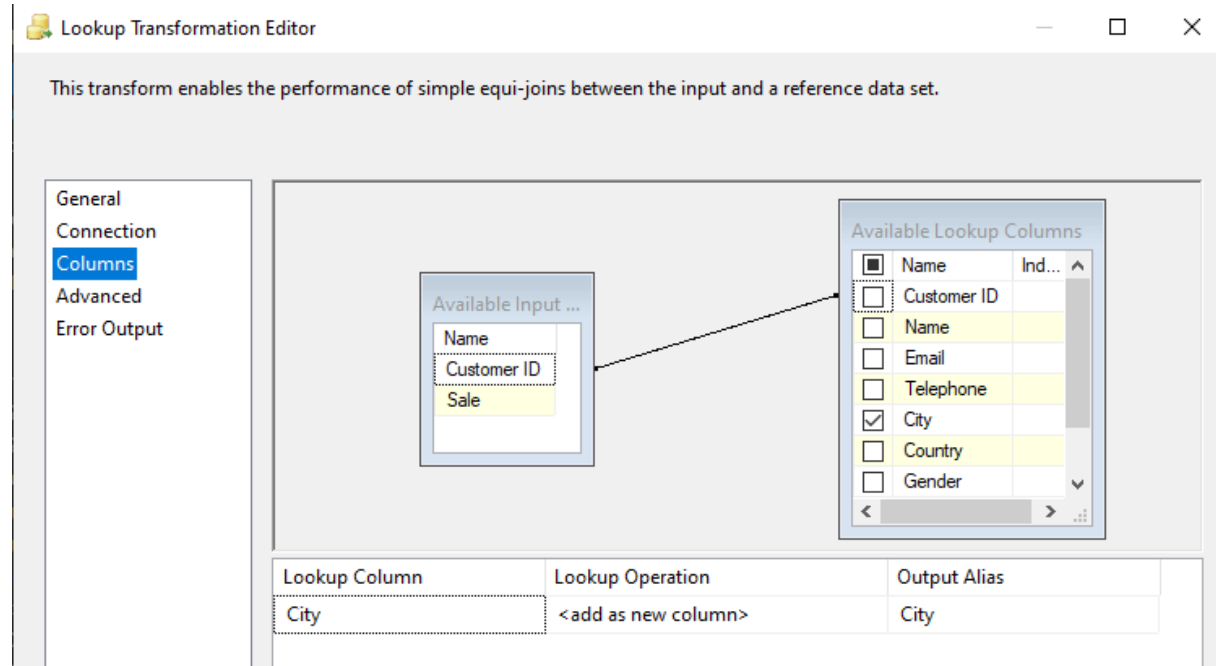 Lookup Transformation Editor
This transform enables the performance of simple equi-joins between the input and a reference data set.
General
Connection
Columns
Advanced
Error Output
Available Input ...
Name
Customer ID
Sale
Available Lookup Columns
Name Ind...
Customer ID
Name
Email
Telephone
City
Country
Gender
Lookup Column Lookup Operation Output Alias
City <add as new column> City